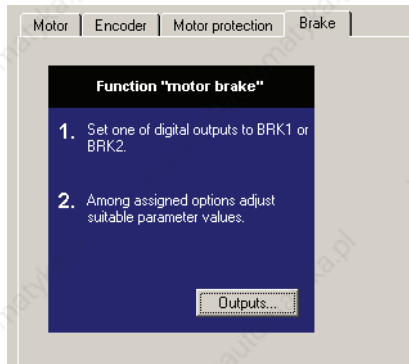 Motor Encoder Motor protection Brake
Function "motor brake"
1. Set one of digital outputs to BRK1 or
BRK2.
2. Among assigned options adjust
suitable parameter values.
Outputs...